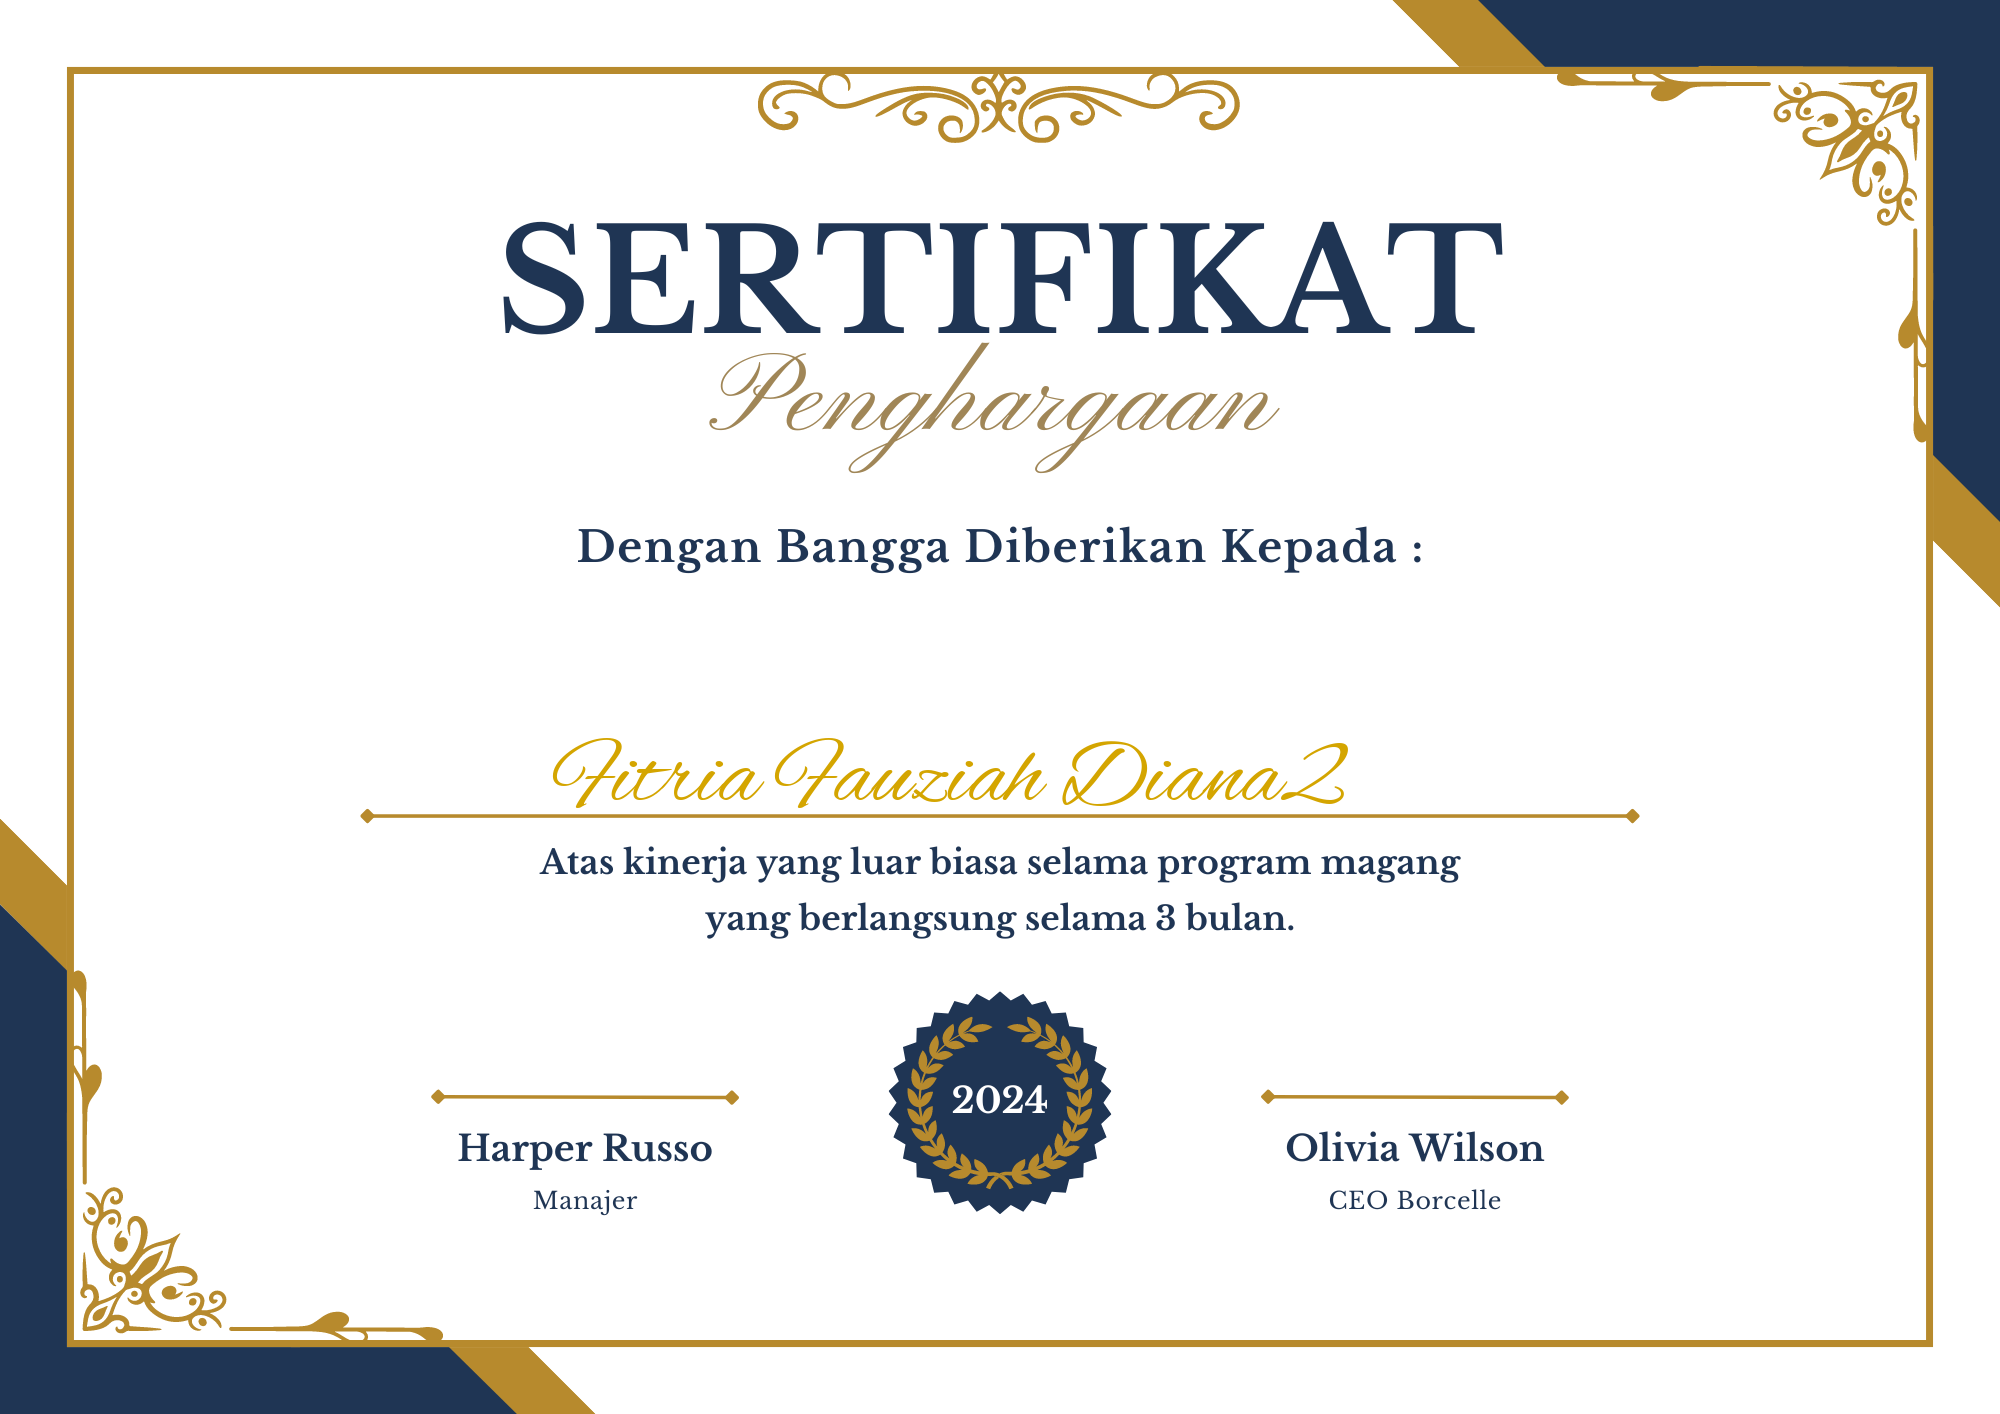 SERTIFIKAT
Penghargaan
Dengan Bangga Diberikan Kepada :
Fitria Fauziah Diana2
Atas kinerja yang luar biasa selama program magang
yang berlangsung selama 3 bulan.
2024
Harper Russo
Manajer
Olivia Wilson
CEO Borcelle